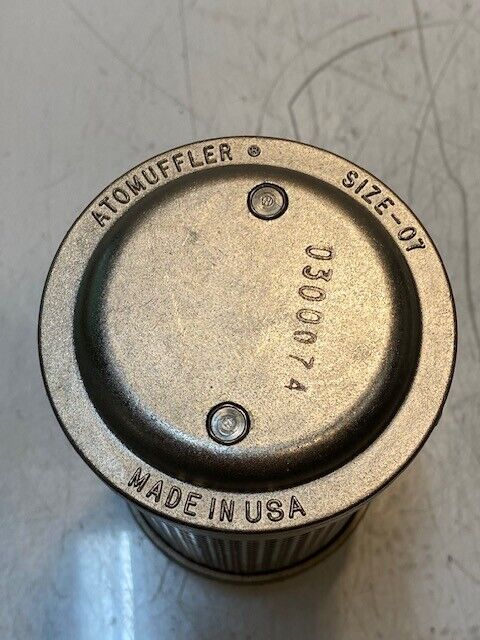 ATOMUFFLER ®
SIZE-07
0300074
MADE IN USA